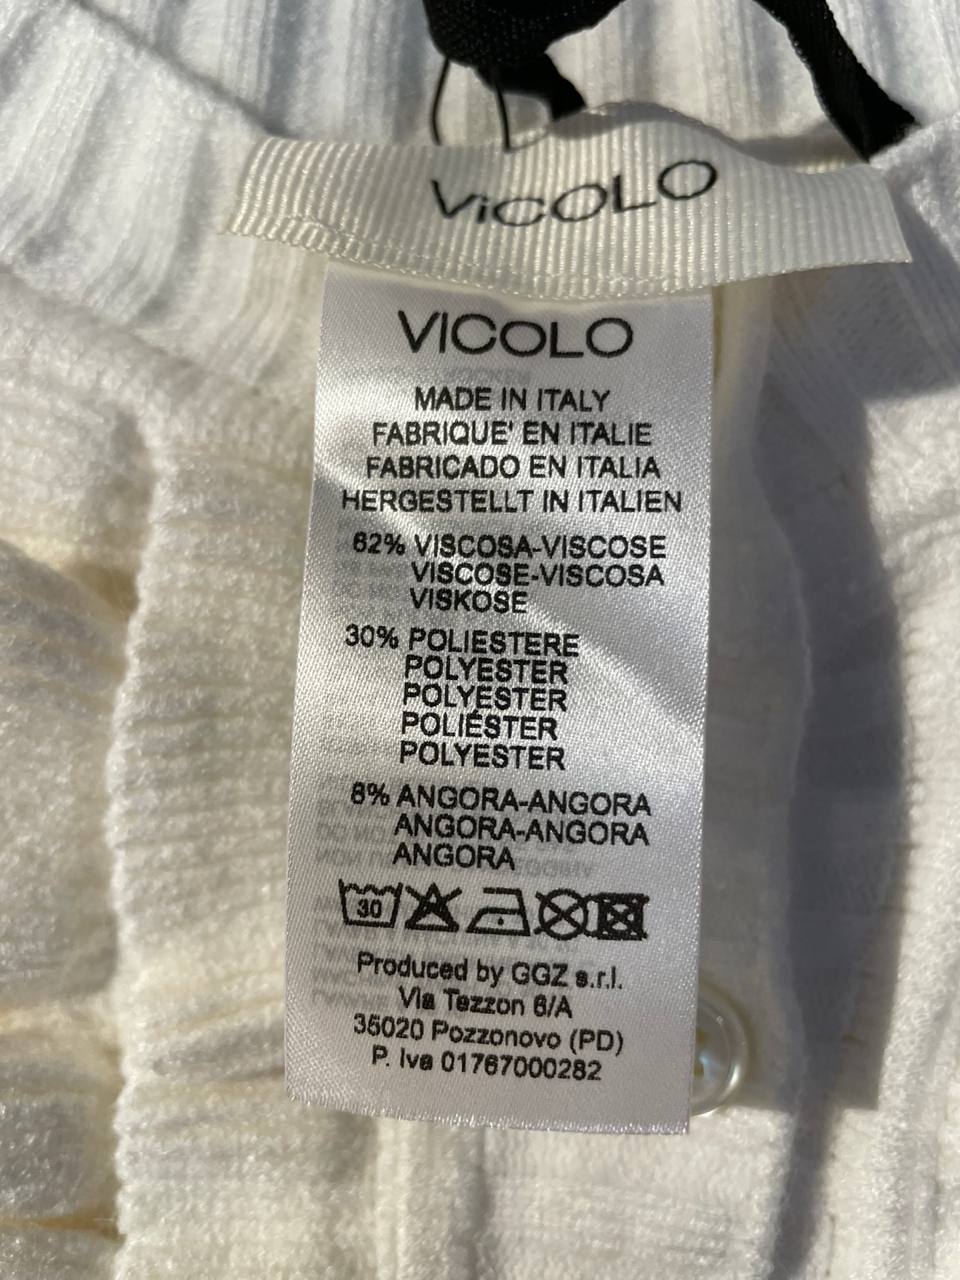 ViCOLO
VICOLO
MADE IN ITALY
FABRIQUE' EN ITALIE
FABRICADO EN ITALIA
HERGESTELLT IN ITALIEN
62% VISCOSA-VISCOSE
VISCOSE-VISCOSA
VISKOSE
30% POLIESTERE
POLYESTER
POLYESTER
POLIÉSTER
POLYESTER
8% ANGORA-ANGORA
ANGORA-ANGORA
ANGORA
30
Produced by GGZ s.r.l.
Via Tezzon 6/A
35020 Pozzonovo (PD)
P. Iva 01767000282